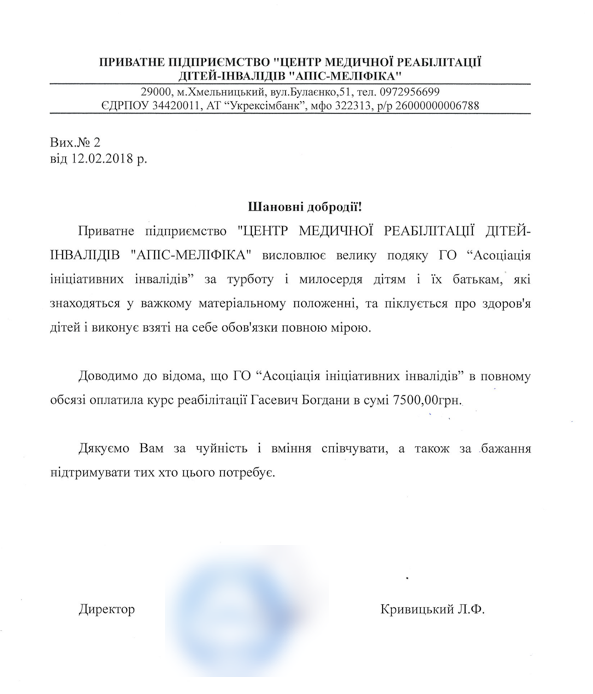 ПРИВАТНЕ ПІДПРИЄМСТВО "ЦЕНТР МЕДИЧНОЇ РЕАБІЛІТАЦІЇ
ДІТЕЙ-ІНВАЛІДІВ "АПІС-МЕЛІФІКА"
29000, м.Хмельницький, вул.Булаєнко,51, тел. 0972956699
ЄДРПОУ 34420011, АТ “Укрексімбанк”, мфо 322313, р/р 26000000006788
Вих.№ 2
від 12.02.2018 р.
Шановні добродії!
Приватне підприємство "ЦЕНТР МЕДИЧНОЇ РЕАБІЛІТАЦІЇ ДІТЕЙ-
ІНВАЛІДІВ "АПІС-МЕЛІФІКА" висловлює велику подяку ГО “Асоціація
ініціативних інвалідів” за турботу і милосердя дітям і їх батькам, які
знаходяться у важкому матеріальному положенні, та піклується про здоров'я
дітей і виконує взяті на себе обов'язки повною мірою.
Доводимо до відома, що ГО “Асоціація ініціативних інвалідів” в повному
обсязі оплатила курс реабілітації Гасевич Богдани в сумі 7500,00грн.
Дякуємо Вам за чуйність і вміння співчувати, а також за бажання
підтримувати тих хто цього потребує.
Директор Кривицький Л.Ф.